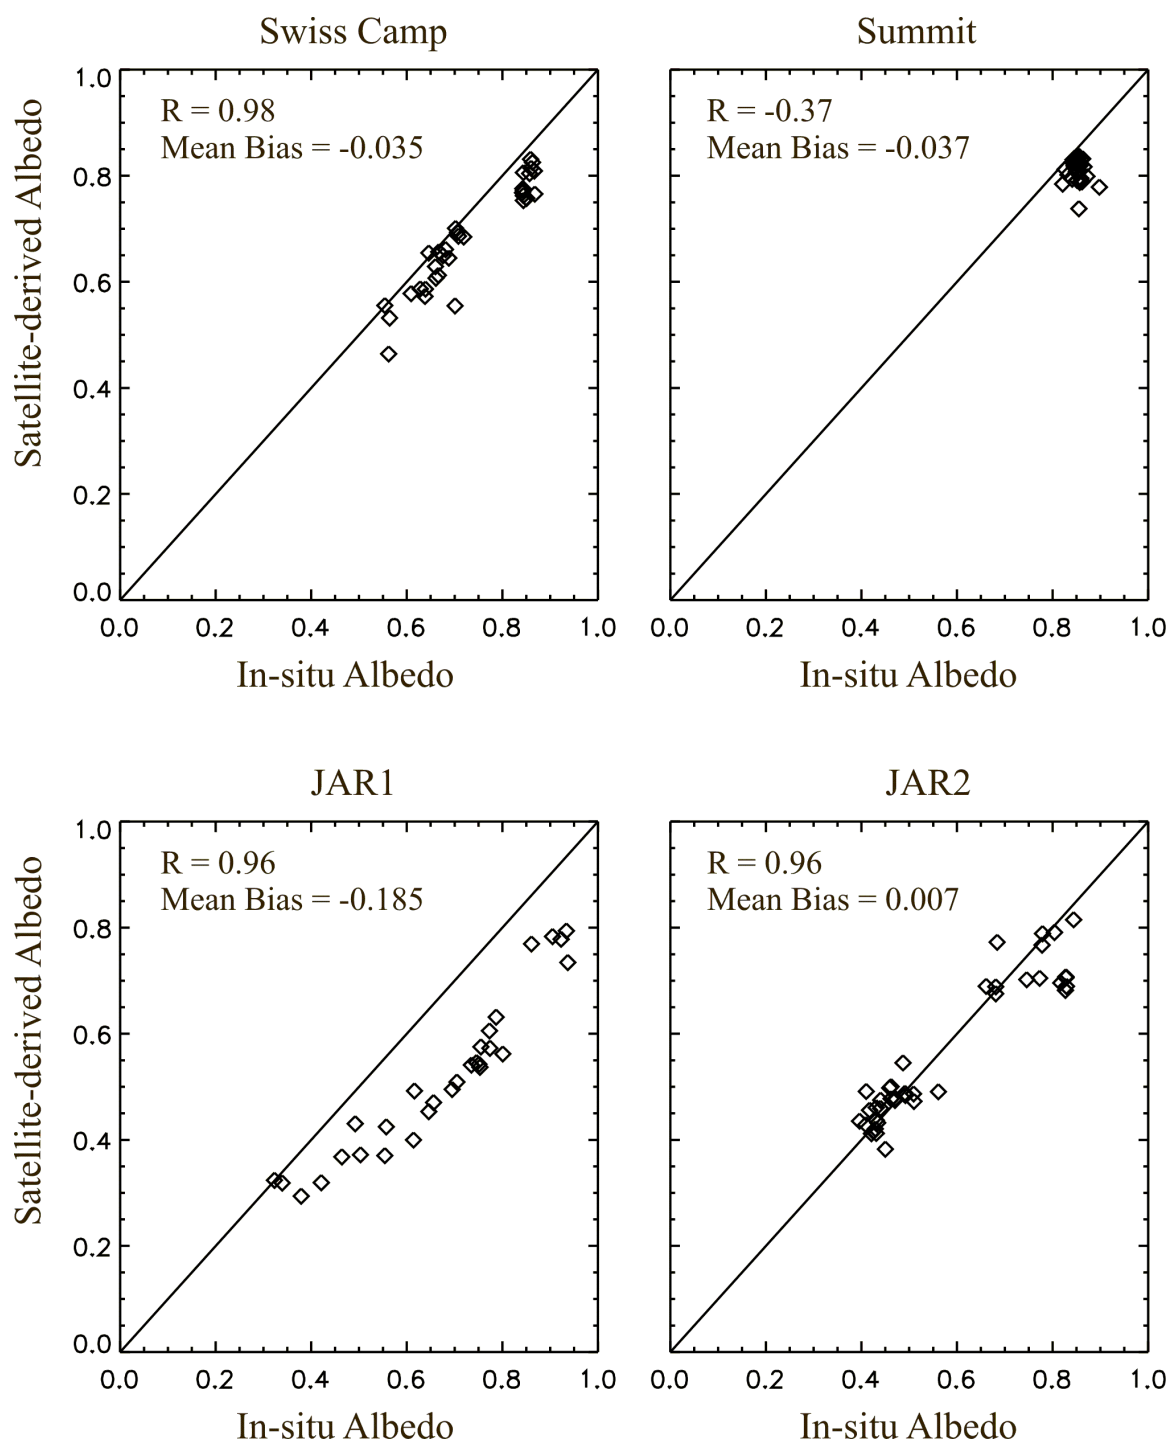 Swiss Camp
R = 0.98
Mean Bias = -0.035
Satellite-derived Albedo
1.0
0.8
0.6
0.4
0.2
0.0
0.0 0.2 0.4 0.6 0.8 1.0
In-situ Albedo
Summit
R = -0.37
Mean Bias = -0.037
0.0 0.2 0.4 0.6 0.8 1.0
In-situ Albedo
JAR1
R = 0.96
Mean Bias = -0.185
Satellite-derived Albedo
1.0
0.8
0.6
0.4
0.2
0.0
0.0 0.2 0.4 0.6 0.8 1.0
In-situ Albedo
JAR2
R = 0.96
Mean Bias = 0.007
0.0 0.2 0.4 0.6 0.8 1.0
In-situ Albedo